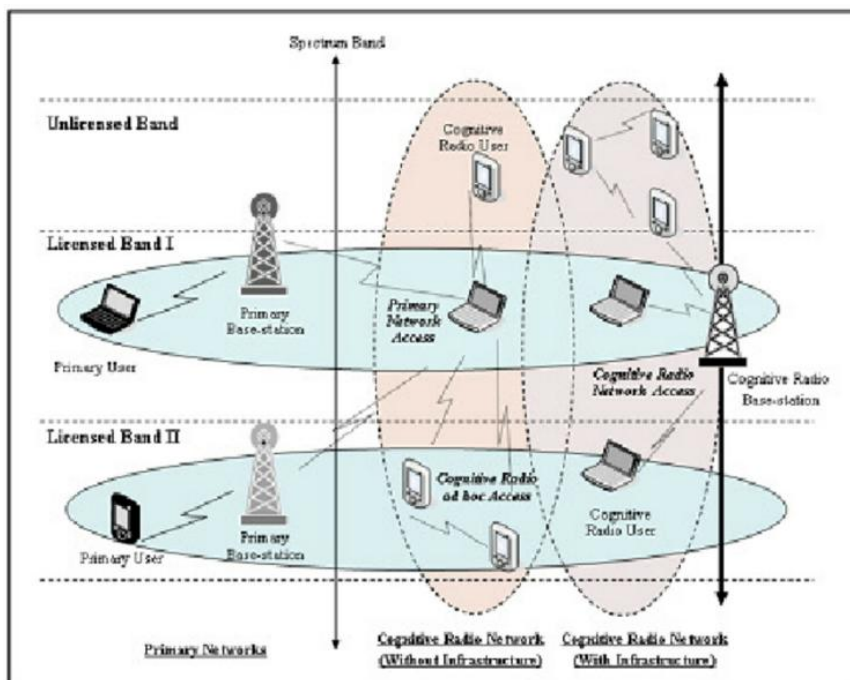 Spectrum Band
Unlicensed Band
Cognitive
Radio User
Licensed Band I
Primary
Base-station
Primary User
Primary
Network
Access
Cognitive Radio
Network Access
Cognitive Radio
Base-station
Licensed Band II
Primary
Base-station
Primary User
Cognitive Radio
ad hoc Access
Cognitive
Radio User
Primary Networks
Cognitive Radio Network
(Without Infrastructure)
Cognitive Radio Network
(With Infrastructure)